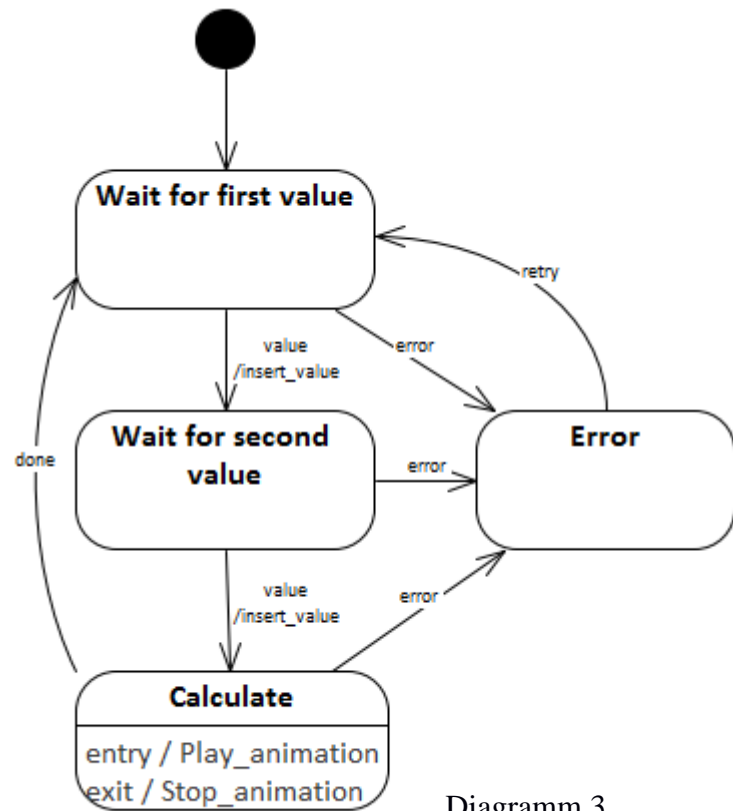 Wait for first value
retry
value
/insert_value
error
Wait for second
value
Error
done
error
value
/insert_value
error
Calculate
entry / Play_animation
exit / Stop_animation
Diagramm 3